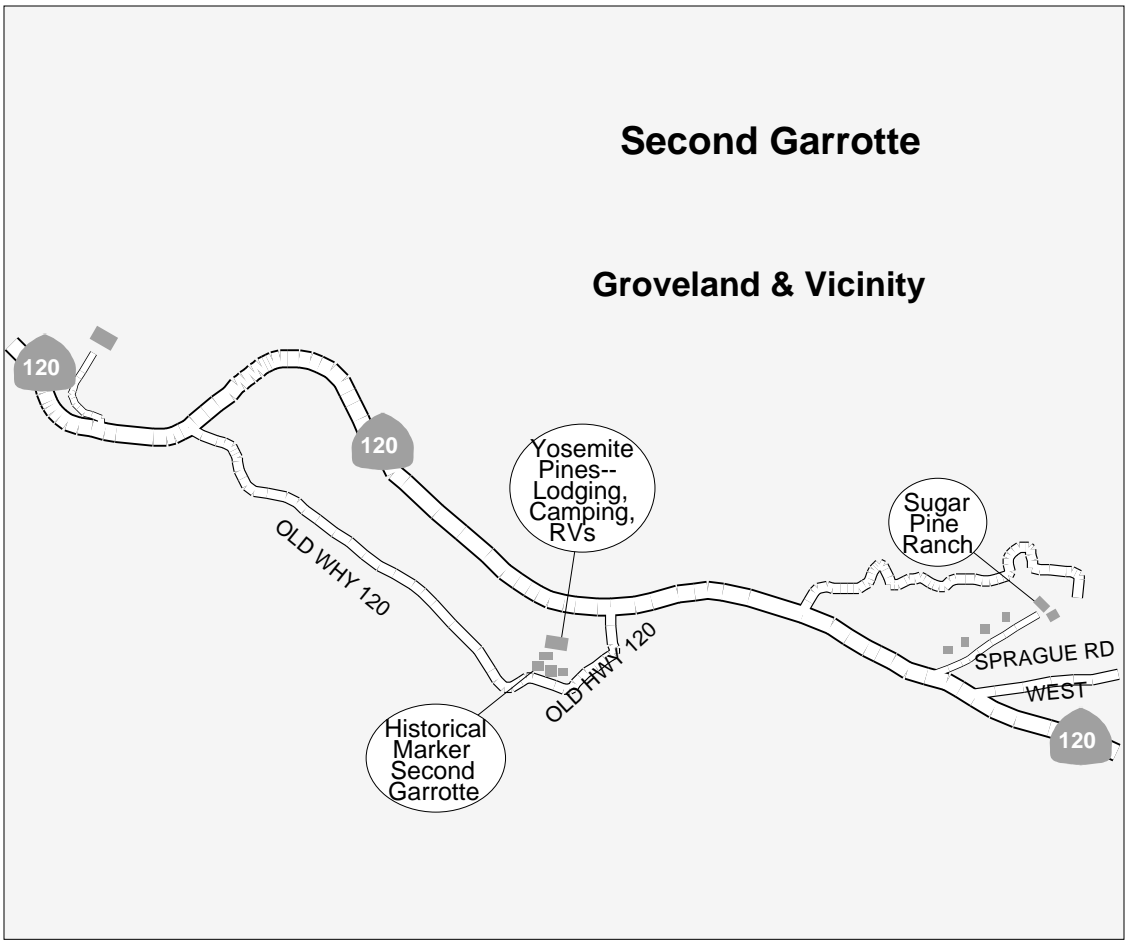 Second Garrotte
Groveland & Vicinity
120
120
Yosemite
Pines--
Lodging,
Camping,
RVs
Sugar
Pine
Ranch
OLD WHY 120
OLD HWY 120
SPRAGUE RD
WEST
Historical
Marker
Second
Garrotte
120